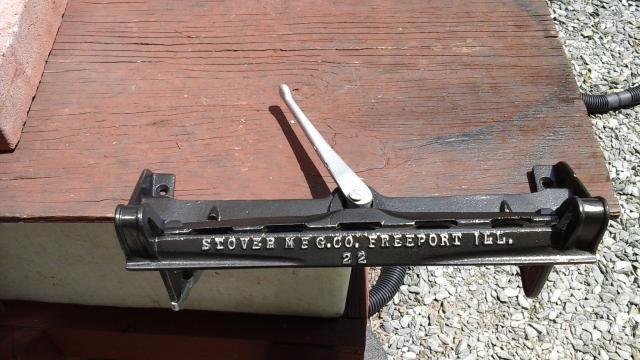 STOVER MFG.CO. FREEPORT ILL.
22